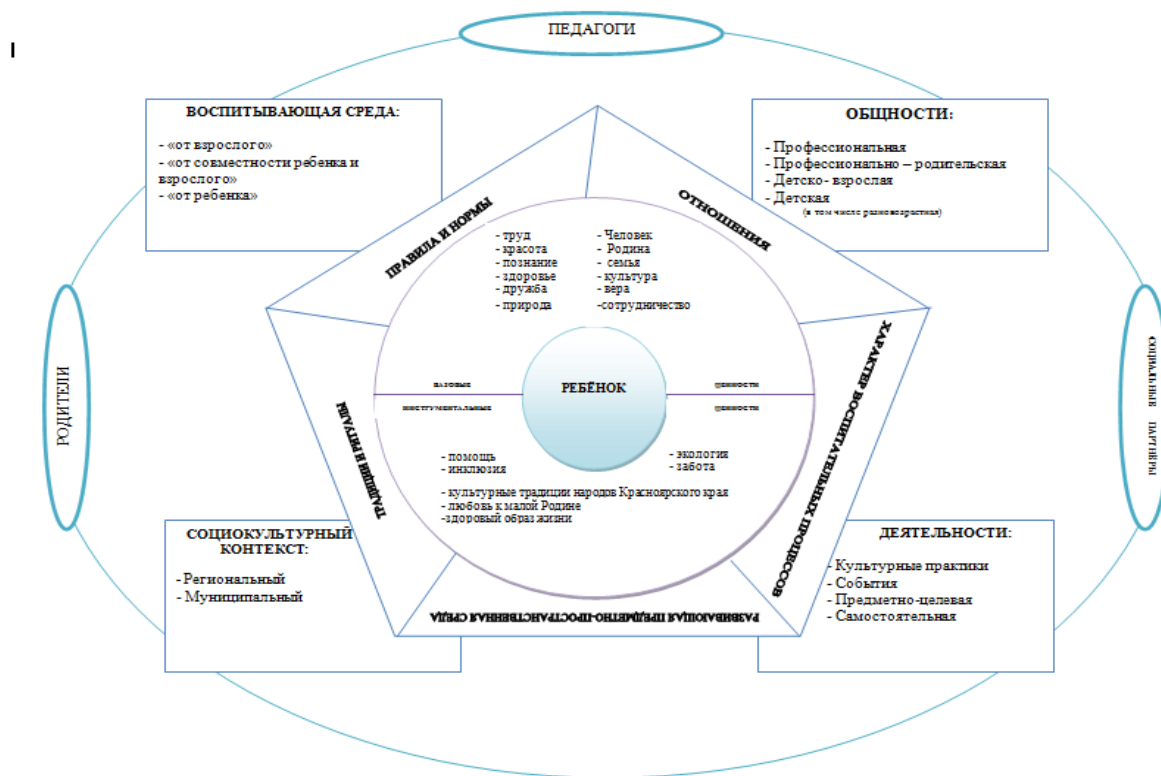 ПЕДАГОГИ
ВОСПИТЫВАЮЩАЯ СРЕДА:
- «от взрослого»
- «от совместности ребенка и
взрослого»
- «от ребенка»
ОБЩНОСТИ:
- Профессиональная
- Профессионально – родительская
- Детско- взрослая
- Детская
(в том числе разновозрастная)
ПРАВИЛА И НОРМЫ
ОТНОШЕНИЯ
- труд
- красота
- познание
- здоровье
- дружба
- природа
- Человек
- Родина
- семья
- культура
- вера
-сотрудничество
РОДИТЕЛИ
СОЦИАЛЬНЫЕ ПАРТНЕРЫ
БАЗОВЫЕ
ЦЕННОСТИ
РЕБЁНОК
ИНСТРУМЕНТАЛЬНЫЕ
ЦЕННОСТИ
ТРАДИЦИИ И РИТУАЛЫ
ХАРАКТЕР ВОСПИТАТЕЛЬНЫХ ПРОЦЕССОВ
- помощь
- инклюзия
- экология
- забота
- культурные традиции народов Красноярского края
- любовь к малой Родине
-здоровый образ жизни
СОЦИОКУЛЬТУРНЫЙ
КОНТЕКСТ:
- Региональный
- Муниципальный
ДЕЯТЕЛЬНОСТИ:
- Культурные практики
- События
- Предметно-целевая
- Самостоятельная
РАЗВИВАЮЩАЯ ПРЕДМЕТНО-ПРОСТРАНСТВЕННАЯ СРЕДА